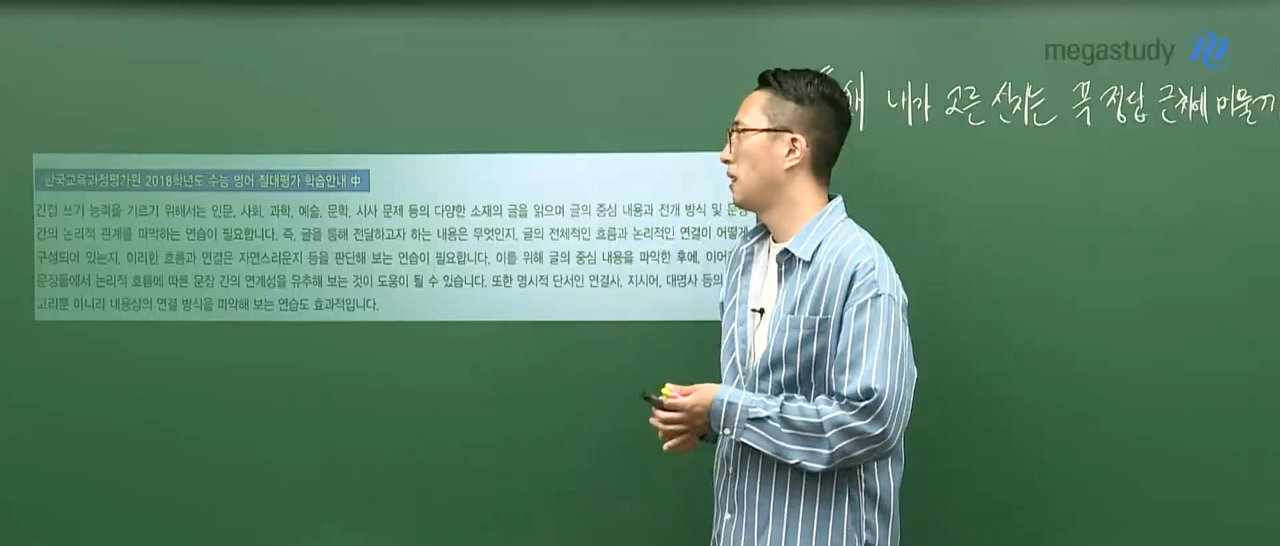 megastudy
왜 내가 고른 선지는 꼭 정답 근처에 머물까
한국교육과정평가원 2018학년도 수능 영어 절대평가 학습안내 中
간접 쓰기 능력을 기르기 위해서는 인문, 사회, 과학, 예술, 문학, 시사 문제 등의 다양한 소재의 글을 읽으며 글의 중심 내용과 전개 방식 및 문장
간의 논리적 관계를 파악하는 연습이 필요합니다. 즉, 글을 통해 전달하고자 하는 내용은 무엇인지, 글의 전체적인 흐름과 논리적인 연결이 어떻게
구성되어 있는지, 이러한 흐름과 연결은 자연스러운지 등을 판단해 보는 연습이 필요합니다. 이를 위해 글의 중심 내용을 파악한 후에,
문장들에서 논리적 흐름에 따른 문장 간의 연계성을 유추해 보는 것이 도움이 될 수 있습니다. 또한 명시적 단서인 연결사, 지시어, 대명사 등의
고리뿐 아니라 내용상의 연결 방식을 파악해 보는 연습도 효과적입니다.